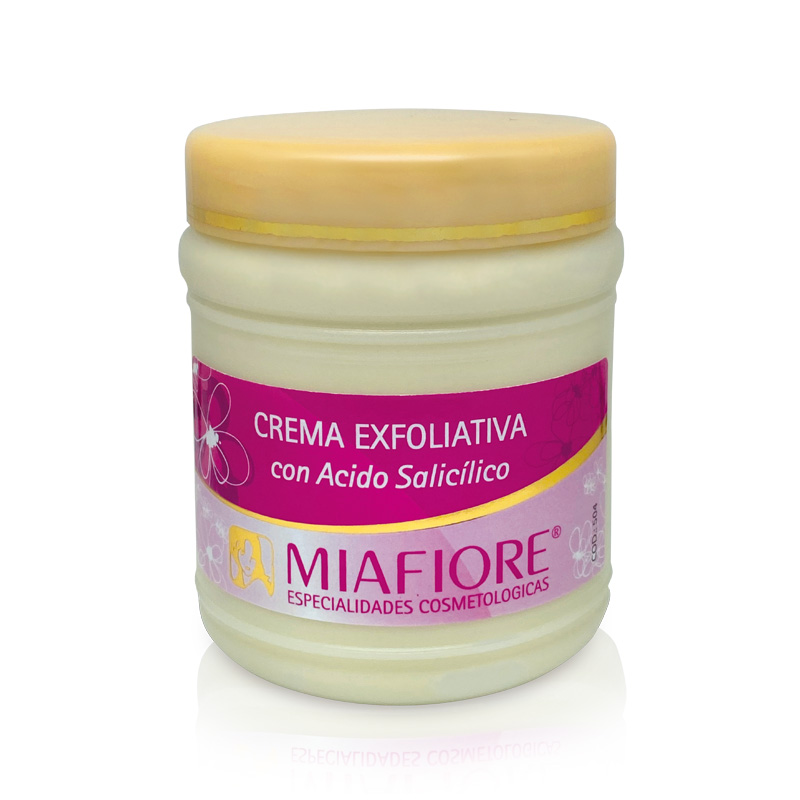 CREMA EXFOLIATIVA
con Acido Salicílico
MIAFIORE®
ESPECIALIDADES COSMETOLOGICAS
COD.: 504